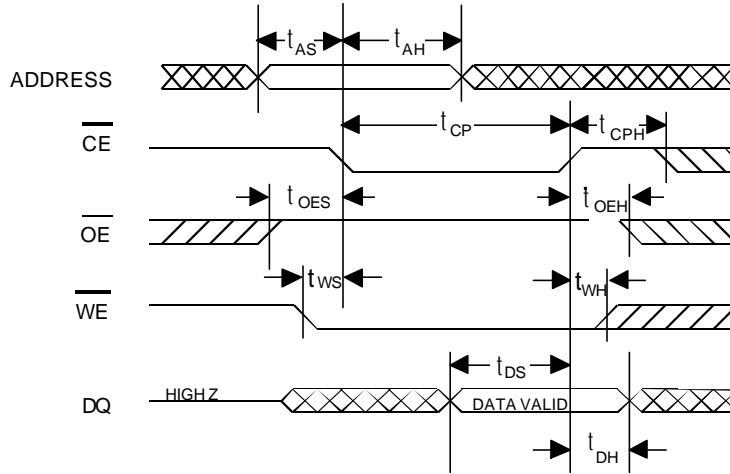 tAS tAH
ADDRESS
tCP tCPH
CE
tOES tOEH
OE
tWS tWH
WE
tDS
DQ HIGH Z DATA VALID
tDH